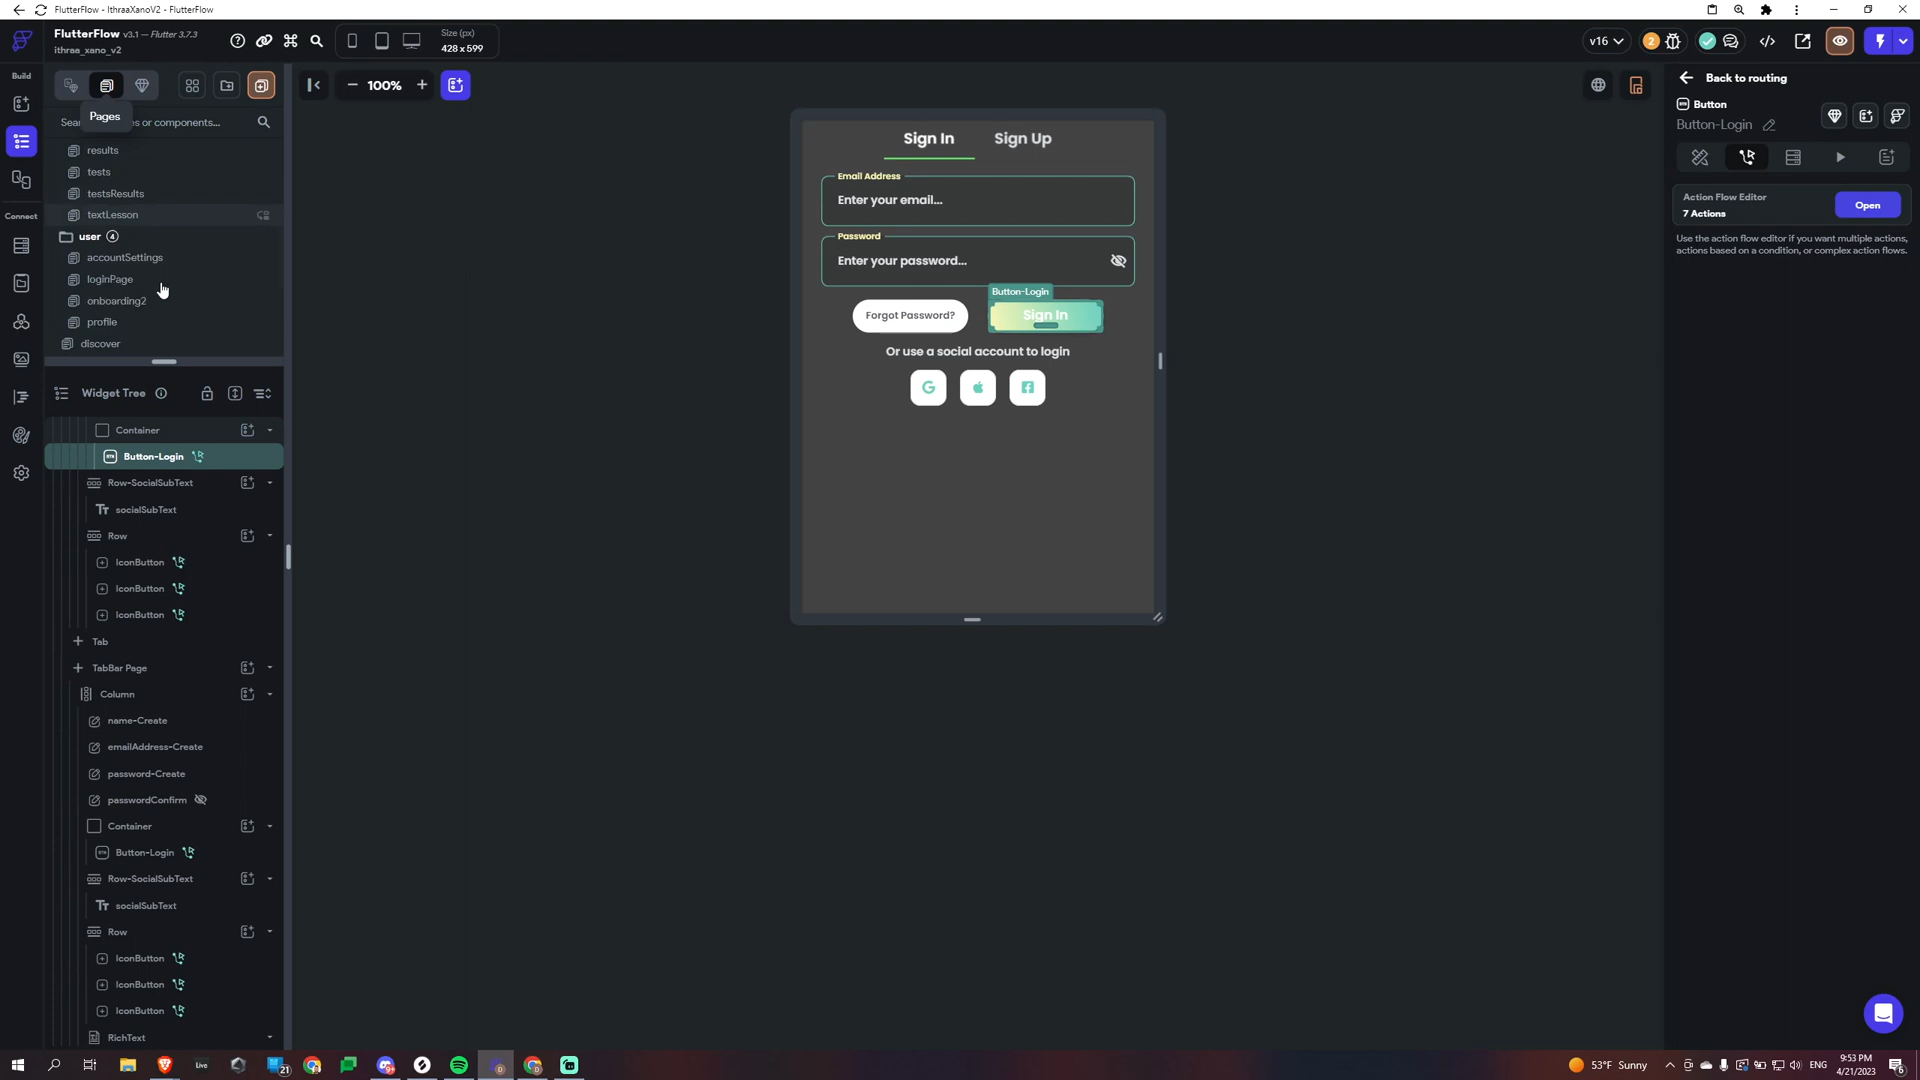 FlutterFlow - IthraaXanoV2 - FlutterFlow
FlutterFlow v3.1 — Flutter 3.7.3
ithraa_xano_v2
Size (px)
428 x 599
v16
2
Build
Pages
es or components...
results
tests
testsResults
textLesson
Connect
user 4
accountSettings
loginPage
onboarding2
profile
discover
Widget Tree
Container
Button-Login
Row-SocialSubText
socialSubText
Row
IconButton
IconButton
IconButton
Tab
TabBar Page
Column
name-Create
emailAddress-Create
password-Create
passwordConfirm
Container
Button-Login
Row-SocialSubText
socialSubText
Row
IconButton
IconButton
IconButton
RichText
100%
Sign In
Sign Up
Email Address
Enter your email...
Password
Enter your password...
Button-Login
Forgot Password?
Sign In
Or use a social account to login
Back to routing
Button
Button-Login
Action Flow Editor
7 Actions
Open
Use the action flow editor if you want multiple actions,
actions based on a condition, or complex action flows.
Live
21
53°F Sunny
ENG
9:53 PM
4/21/2023
6